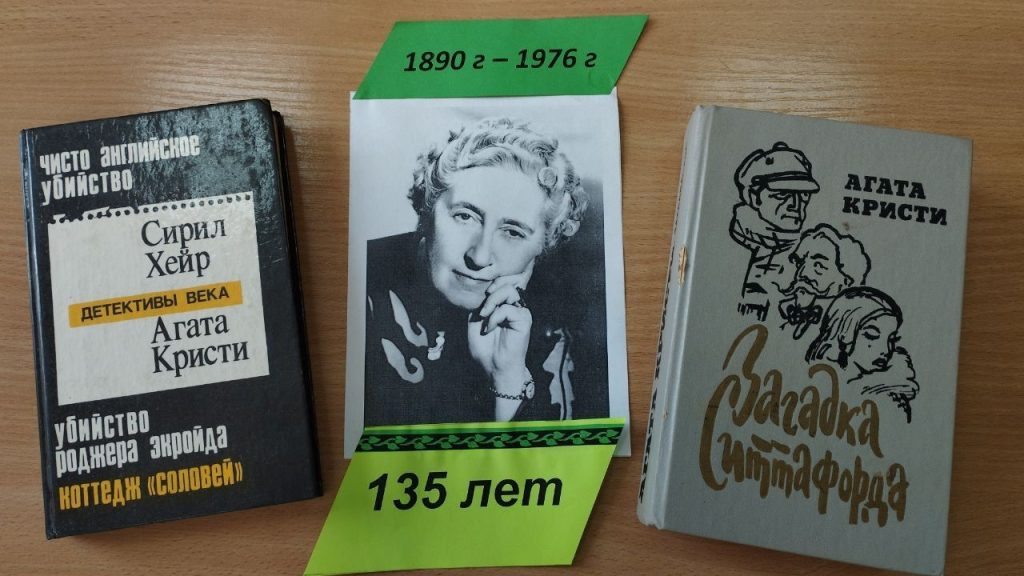 чисто английское
убийство
Сирил
Хейр
ДЕТЕКТИВЫ ВЕКА
Агата
Кристи
убийство
роджера экройда
коттедж «соловей»
1890 г – 1976 г
135 лет
АГАТА
КРИСТИ
Загадка
Ситтафорда